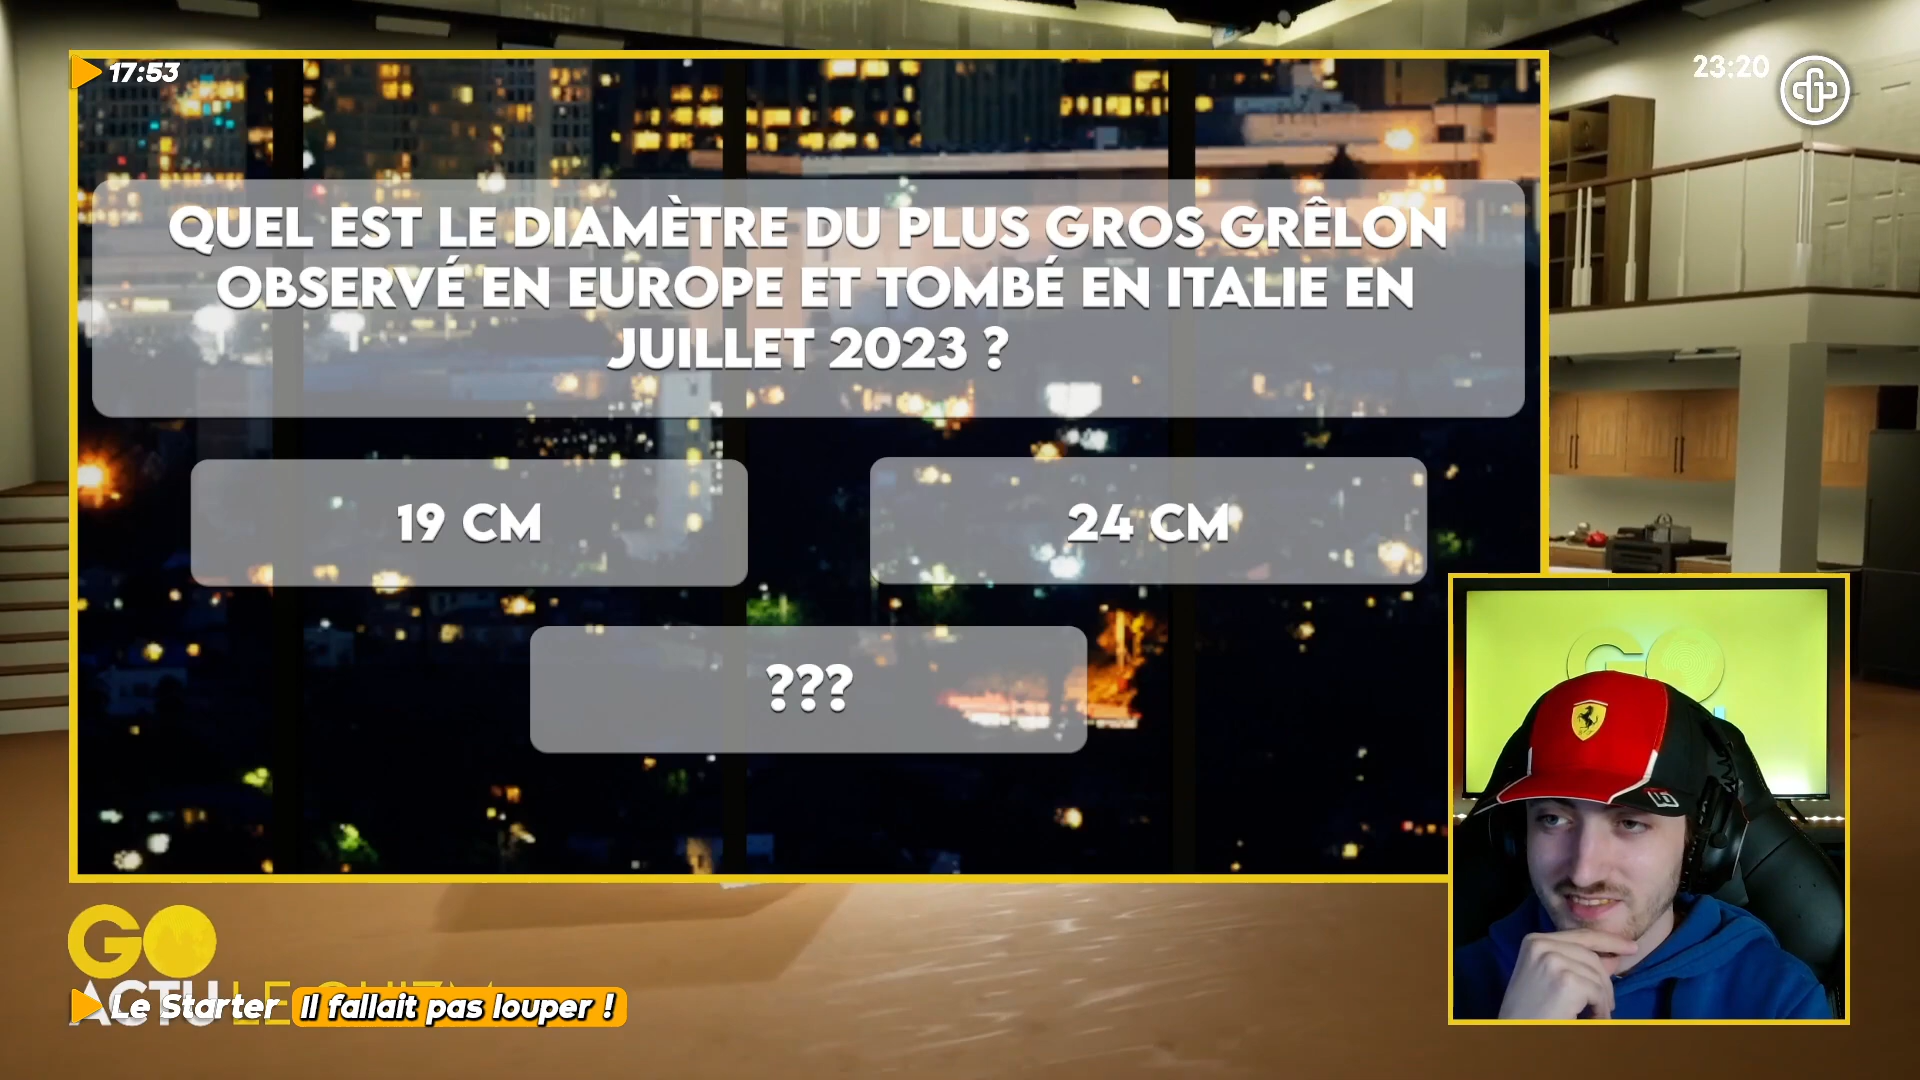 17:53
23:20
QUEL EST LE DIAMÈTRE DU PLUS GROS GRÊLON
OBSERVÉ EN EUROPE ET TOMBÉ EN ITALIE EN
JUILLET 2023 ?
19 CM
24 CM
???
GO
ACTU LE
Le Starter Il fallait pas louper !